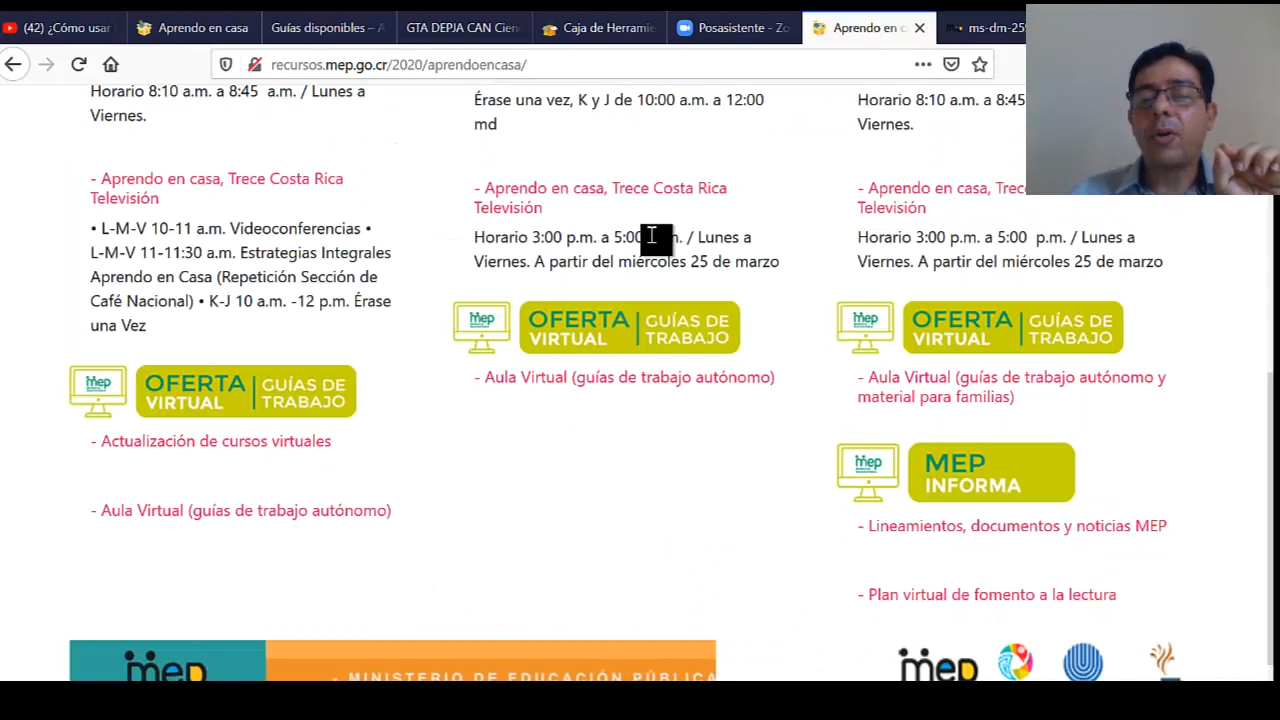 (42) ¿Cómo usar
Aprendo en casa
Guías disponibles – A
GTA DEPJA CAN Cien
Caja de Herramie
Posasistente - Zo
Aprendo en c
ms-dm-259
recursos.mep.go.cr/2020/aprendoencasa/
Horario 8:10 a.m. a 8:45 a.m. / Lunes a
Viernes.
- Aprendo en casa, Trece Costa Rica
Televisión
• L-M-V 10-11 a.m. Videoconferencias •
L-M-V 11-11:30 a.m. Estrategias Integrales
Aprendo en Casa (Repetición Sección de
Café Nacional) • K-J 10 a.m. -12 p.m. Érase
una Vez
mep
OFERTA VIRTUAL
GUÍAS DE TRABAJO
- Actualización de cursos virtuales
- Aula Virtual (guías de trabajo autónomo)
Érase una vez, K y J de 10:00 a.m. a 12:00
md
- Aprendo en casa, Trece Costa Rica
Televisión
Horario 3:00 p.m. a 5:00 m. / Lunes a
Viernes. A partir del miércoles 25 de marzo
mep
OFERTA VIRTUAL
GUÍAS DE TRABAJO
- Aula Virtual (guías de trabajo autónomo)
Horario 8:10 a.m. a 8:45
Viernes.
- Aprendo en casa, Trece
Televisión
Horario 3:00 p.m. a 5:00 p.m. / Lunes a
Viernes. A partir del miércoles 25 de marzo
mep
OFERTA VIRTUAL
GUÍAS DE TRABAJO
- Aula Virtual (guías de trabajo autónomo y
material para familias)
mep
MEP
INFORMA
- Lineamientos, documentos y noticias MEP
- Plan virtual de fomento a la lectura
mep
- MINISTERIO DE EDUCACIÓN PÚBLICA
mep